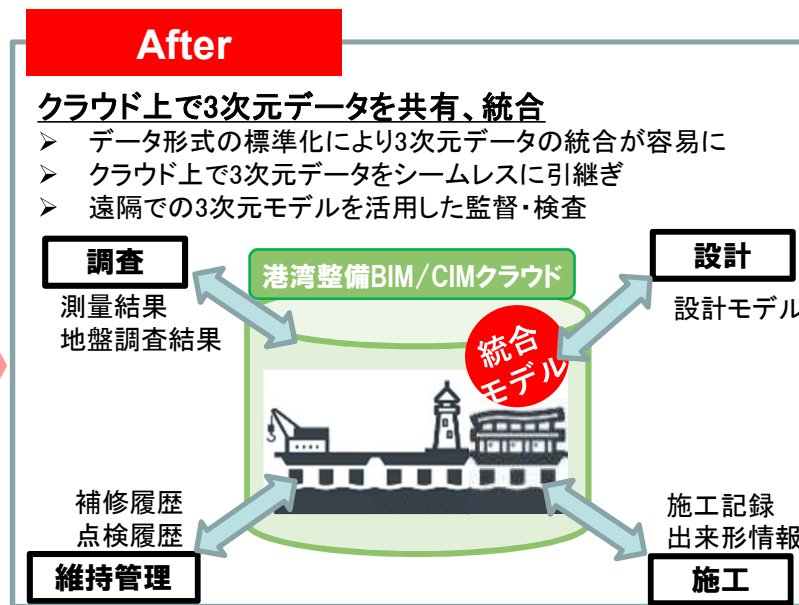 After
クラウド上で3次元データを共有、統合
➢ データ形式の標準化により3次元データの統合が容易に
➢ クラウド上で3次元データをシームレスに引継ぎ
➢ 遠隔での3次元モデルを活用した監督・検査
調査
測量結果
地盤調査結果
港湾整備BIM/CIMクラウド
設計
設計モデル
統合
モデル
補修履歴
点検履歴
維持管理
施工記録
出来形情報
施工